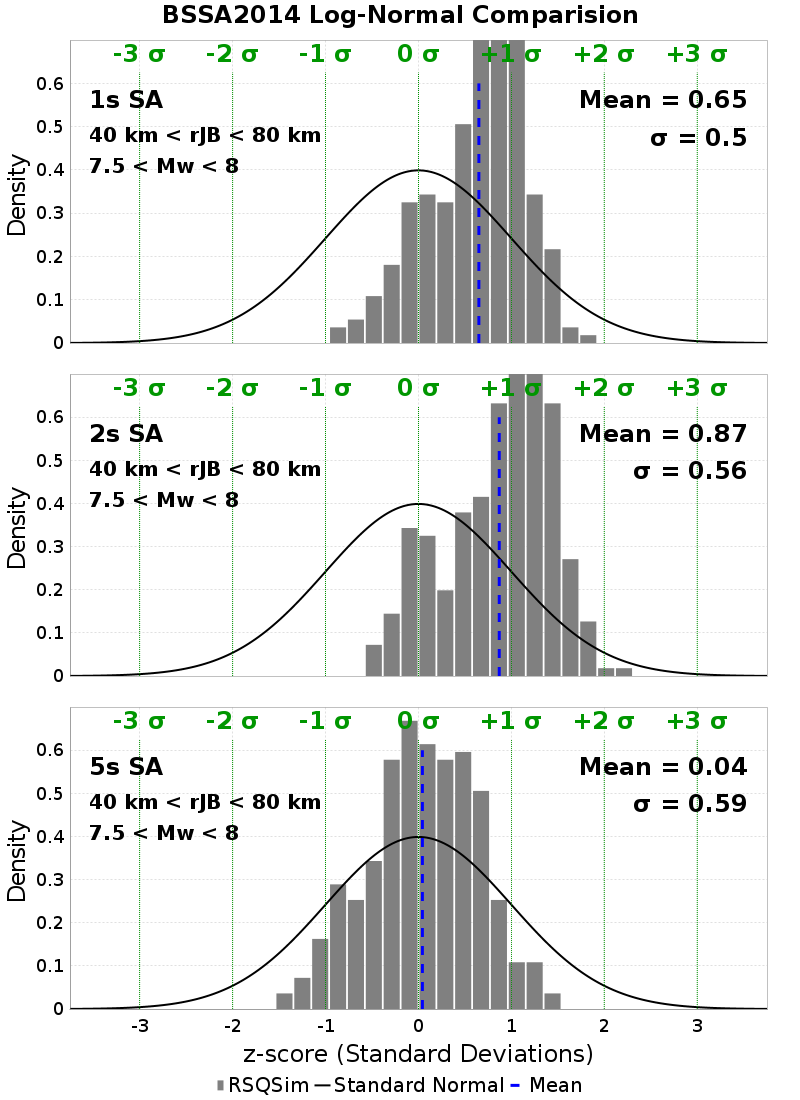 BSSA2014 Log-Normal Comparision
-3 σ -2 σ -1 σ 0 σ +1 σ +2 σ +3 σ
0.6
1s SA
Mean = 0.65
0.5
40 km < rJB < 80 km
σ = 0.5
7.5 < Mw < 8
0.4
Density
0.3
0.2
0.1
0
-3 σ -2 σ -1 σ 0 σ +1 σ +2 σ +3 σ
0.6
2s SA
Mean = 0.87
0.5
40 km < rJB < 80 km
σ = 0.56
7.5 < Mw < 8
0.4
Density
0.3
0.2
0.1
0
-3 σ -2 σ -1 σ 0 σ +1 σ +2 σ +3 σ
0.6
5s SA
Mean = 0.04
0.5
40 km < rJB < 80 km
σ = 0.59
7.5 < Mw < 8
0.4
Density
0.3
0.2
0.1
0
-3 -2 -1 0 1 2 3
z-score (Standard Deviations)
RSQSim Standard Normal Mean